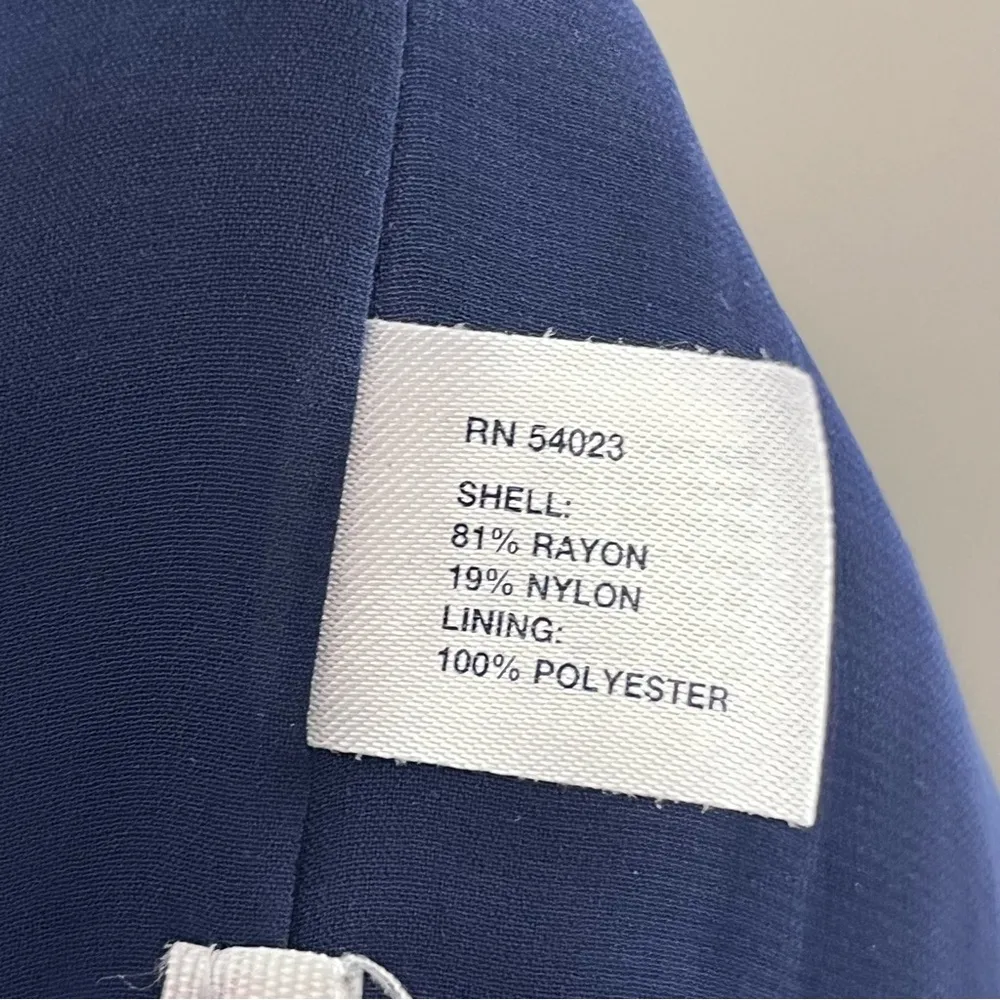 RN 54023
SHELL:
81% RAYON
19% NYLON
LINING:
100% POLYESTER